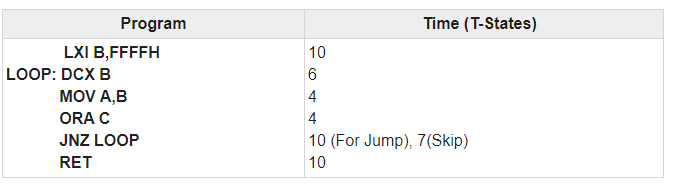 Program Time (T-States)
LXI B,FFFFH 10
LOOP: DCX B 6
MOV A,B 4
ORA C 4
JNZ LOOP 10 (For Jump), 7(Skip)
RET 10